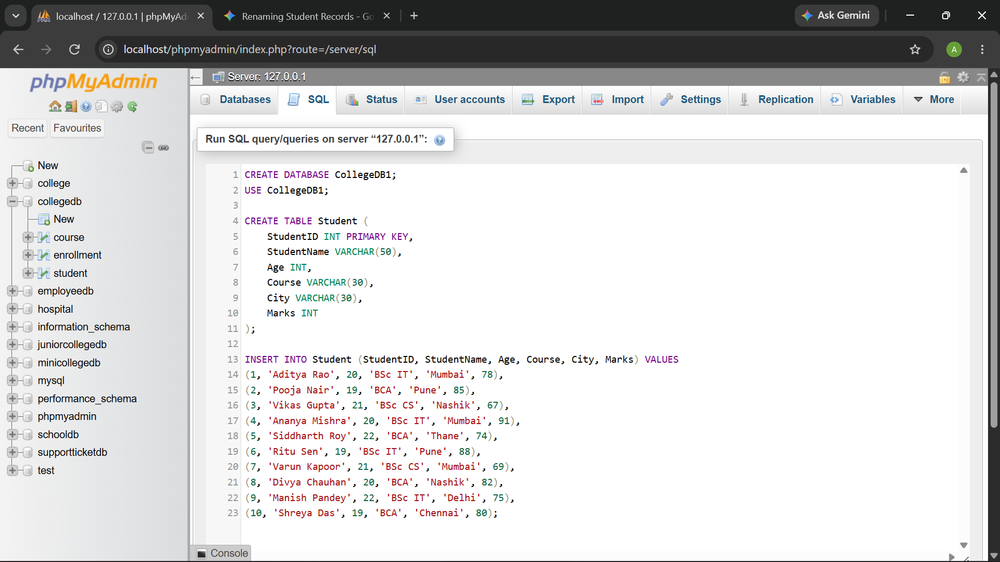 localhost / 127.0.0.1 | phpMyAd
Renaming Student Records - Go
Ask Gemini
localhost/phpmyadmin/index.php?route=/server/sql
A
phpMyAdmin
Server: 127.0.0.1
Databases
SQL
Status
User accounts
Export
Import
Settings
Replication
Variables
More
Recent
Favourites
New
college
collegedb
New
course
enrollment
student
employeedb
hospital
information_schema
juniorcollegedb
minicollegedb
mysql
performance_schema
phpmyadmin
schooldb
supportticketdb
test
Run SQL query/queries on server “127.0.0.1”:
1 CREATE DATABASE CollegeDB1;
2 USE CollegeDB1;
3
4 CREATE TABLE Student (
5     StudentID INT PRIMARY KEY,
6     StudentName VARCHAR(50),
7     Age INT,
8     Course VARCHAR(30),
9     City VARCHAR(30),
10     Marks INT
11 );
12
13 INSERT INTO Student (StudentID, StudentName, Age, Course, City, Marks) VALUES
14 (1, 'Aditya Rao', 20, 'BSc IT', 'Mumbai', 78),
15 (2, 'Pooja Nair', 19, 'BCA', 'Pune', 85),
16 (3, 'Vikas Gupta', 21, 'BSc CS', 'Nashik', 67),
17 (4, 'Ananya Mishra', 20, 'BSc IT', 'Mumbai', 91),
18 (5, 'Siddharth Roy', 22, 'BCA', 'Thane', 74),
19 (6, 'Ritu Sen', 19, 'BSc IT', 'Pune', 88),
20 (7, 'Varun Kapoor', 21, 'BSc CS', 'Mumbai', 69),
21 (8, 'Divya Chauhan', 20, 'BCA', 'Nashik', 82),
22 (9, 'Manish Pandey', 22, 'BSc IT', 'Delhi', 75),
23 (10, 'Shreya Das', 19, 'BCA', 'Chennai', 80);
Console